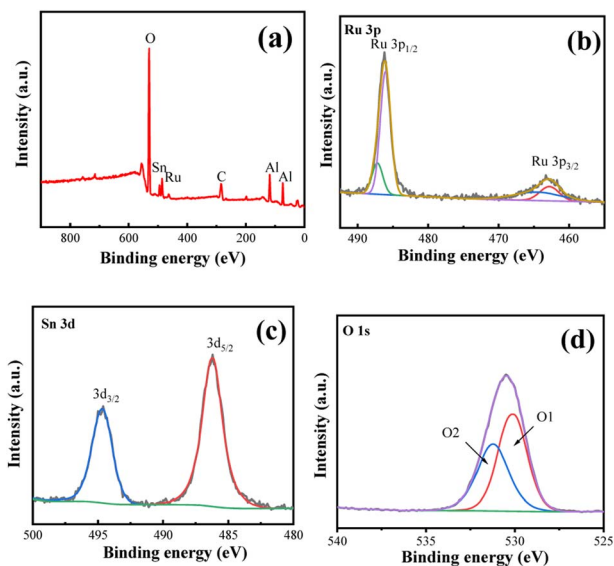 (a)
O
Sn
Ru
C
Al
Al
Intensity (a.u.)
800 600 400 200 0
Binding energy (eV)
Ru 3p
(b)
Ru 3p1/2
Ru 3p3/2
Intensity (a.u.)
490 480 470 460
Binding energy (eV)
Sn 3d
(c)
3d5/2
3d3/2
Intensity (a.u.)
500 495 490 485 480
Binding energy (eV)
O 1s
(d)
O2
O1
Intensity (a.u.)
540 535 530 525
Binding energy (eV)